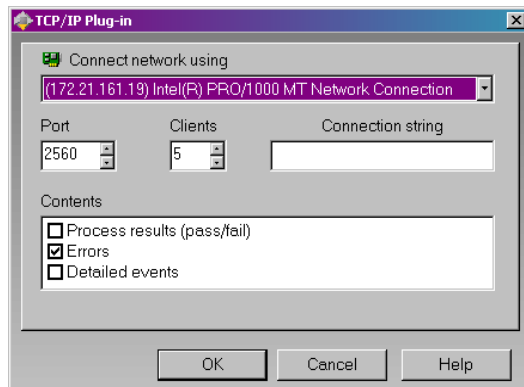 TCP/IP Plug-in
Connect network using
(172.21.161.19) Intel(R) PRO/1000 MT Network Connection
Port Clients Connection string
2560 5
Contents
Process results (pass/fail)
Errors
Detailed events
OK Cancel Help